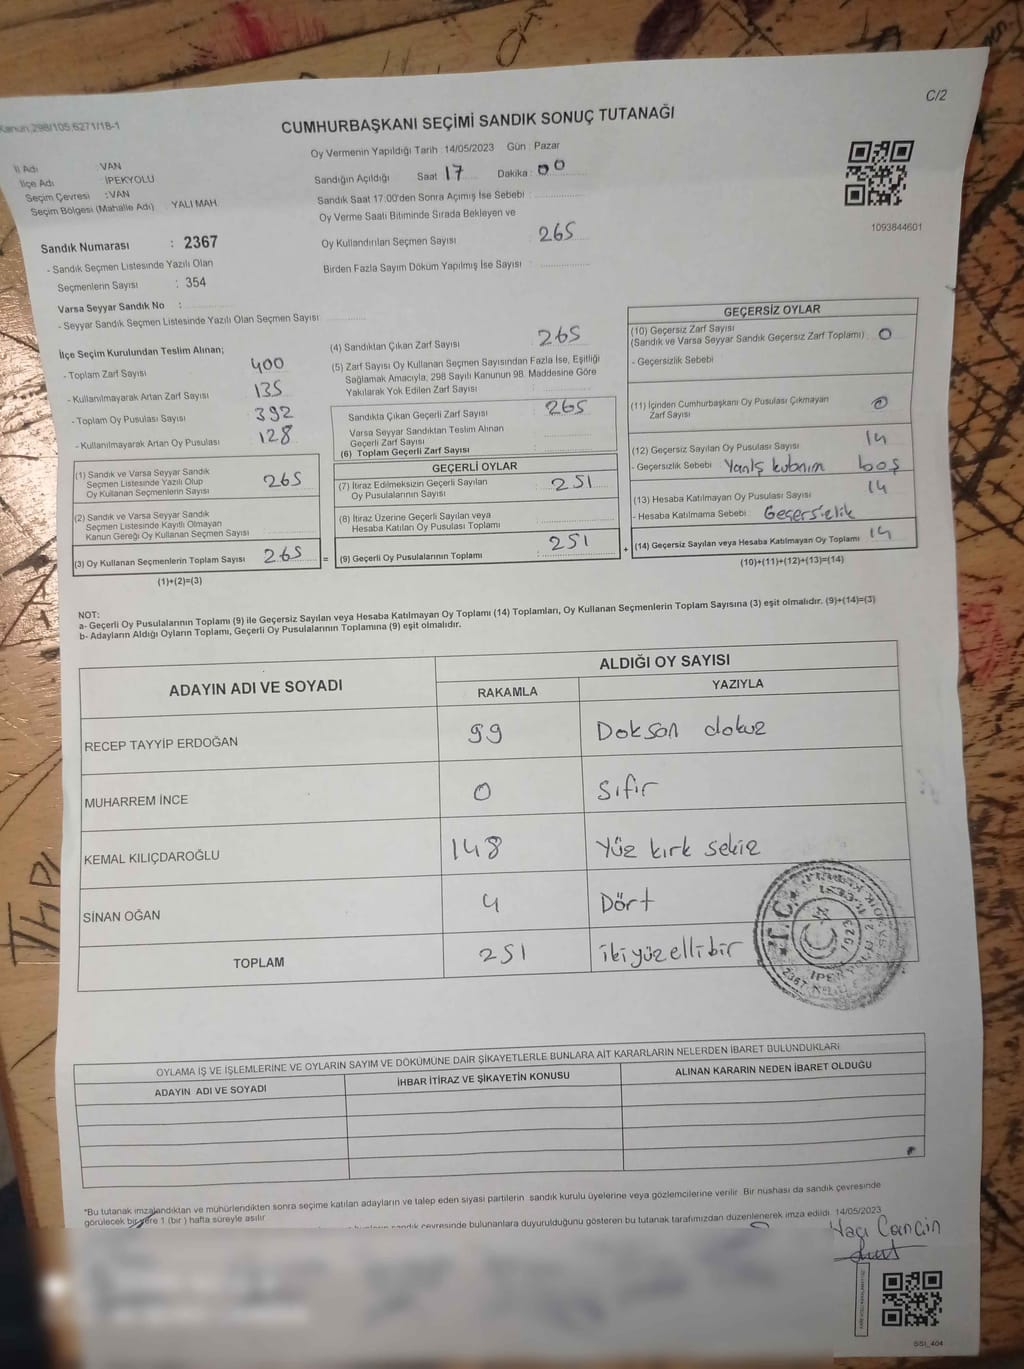 Kanun:298/105;6271/18-1
C/2
CUMHURBAŞKANI SEÇİMİ SANDIK SONUÇ TUTANAĞI
Oy Vermenin Yapıldığı Tarih : 14/05/2023 Gün : Pazar
İl Adı : VAN
İlçe Adı : İPEKYOLU
Seçim Çevresi : VAN
Seçim Bölgesi (Mahalle Adı) YALI MAH.
Sandığın Açıldığı Saat 17 Dakika : 00
Sandık Saat 17:00'den Sonra Açımış İse Sebebi :
Oy Verme Saati Bitiminde Sırada Bekleyen ve
Oy Kullandırılan Seçmen Sayısı : 265
Birden Fazla Sayım Döküm Yapılmış İse Sayısı :
1093844601
Sandık Numarası : 2367
- Sandık Seçmen Listesinde Yazılı Olan
Seçmenlerin Sayısı : 354
Varsa Seyyar Sandık No :
- Seyyar Sandık Seçmen Listesinde Yazılı Olan Seçmen Sayısı:
İlçe Seçim Kurulundan Teslim Alınan;
- Toplam Zarf Sayısı 400
- Kullanılmayarak Artan Zarf Sayısı 135
- Toplam Oy Pusulası Sayısı 392
- Kullanılmayarak Artan Oy Pusulası 128
(1) Sandık ve Varsa Seyyar Sandık
Seçmen Listesinde Yazılı Olup
Oy Kullanan Seçmenlerin Sayısı 265
(2) Sandık ve Varsa Seyyar Sandık
Seçmen Listesinde Kayıtlı Olmayan
Kanun Gereği Oy Kullanan Seçmen Sayısı
(3) Oy Kullanan Seçmenlerin Toplam Sayısı 265 =
(1)+(2)=(3)
(4) Sandıktan Çıkan Zarf Sayısı 265
(5) Zarf Sayısı Oy Kullanan Seçmen Sayısından Fazla İse, Eşitliği
Sağlamak Amacıyla, 298 Sayılı Kanunun 98. Maddesine Göre
Yakılarak Yok Edilen Zarf Sayısı :
Sandıkta Çıkan Geçerli Zarf Sayısı : 265
Varsa Seyyar Sandıktan Teslim Alınan
Geçerli Zarf Sayısı
(6) Toplam Geçerli Zarf Sayısı
GEÇERLİ OYLAR
(7) İtiraz Edilmeksizin Geçerli Sayılan
Oy Pusulalarının Sayısı : 251
(8) İtiraz Üzerine Geçerli Sayılan veya
Hesaba Katılan Oy Pusulası Toplamı
(9) Geçerli Oy Pusulalarının Toplamı : 251 +
GEÇERSİZ OYLAR
(10) Geçersiz Zarf Sayısı
(Sandık ve Varsa Seyyar Sandık Geçersiz Zarf Toplamı) : 0
- Geçersizlik Sebebi :
(11) İçinden Cumhurbaşkanı Oy Pusulası Çıkmayan
Zarf Sayısı 0
(12) Geçersiz Sayılan Oy Pusulası Sayısı 14
- Geçersizlik Sebebi : Yanlış kullanım boş
(13) Hesaba Katılmayan Oy Pusulası Sayısı 14
- Hesaba Katılmama Sebebi : Geçersizlik
(14) Geçersiz Sayılan veya Hesaba Katılmayan Oy Toplamı 14
(10)+(11)+(12)+(13)=(14)
NOT:
a- Geçerli Oy Pusulalarının Toplamı (9) ile Geçersiz Sayılan veya Hesaba Katılmayan Oy Toplamı (14) Toplamları, Oy Kullanan Seçmenlerin Toplam Sayısına (3) eşit olmalıdır. (9)+(14)=(3)
b- Adayların Aldığı Oyların Toplamı, Geçerli Oy Pusulalarının Toplamına (9) eşit olmalıdır.
ADAYIN ADI VE SOYADI ALDIĞI OY SAYISI
RAKAMLA YAZIYLA
RECEP TAYYİP ERDOĞAN 99 Doksan dokuz
MUHARREM İNCE 0 Sıfır
KEMAL KILIÇDAROĞLU 148 Yüz kırk sekiz
SİNAN OĞAN 4 Dört
TOPLAM 251 ikiyüzellibir
T.C.
OYLAMA İŞ VE İŞLEMLERİNE VE OYLARIN SAYIM VE DÖKÜMÜNE DAİR ŞİKAYETLERLE BUNLARA AİT KARARLARIN NELERDEN İBARET BULUNDUKLARI
ADAYIN ADI VE SOYADI İHBAR İTİRAZ VE ŞİKAYETİN KONUSU ALINAN KARARIN NEDEN İBARET OLDUĞU
*Bu tutanak imzalandıktan ve mühürlendikten sonra seçime katılan adayların ve talep eden siyasi partilerin sandık kurulu üyelerine veya gözlemcilerine verilir. Bir nüshası da sandık çevresinde
görülecek bir yere 1 (bir) hafta süreyle asılır.
sandık çevresinde bulunanlara duyurulduğunu gösteren bu tutanak tarafımızdan düzenlenerek imza edildi. 14/05/2023
SSI_404